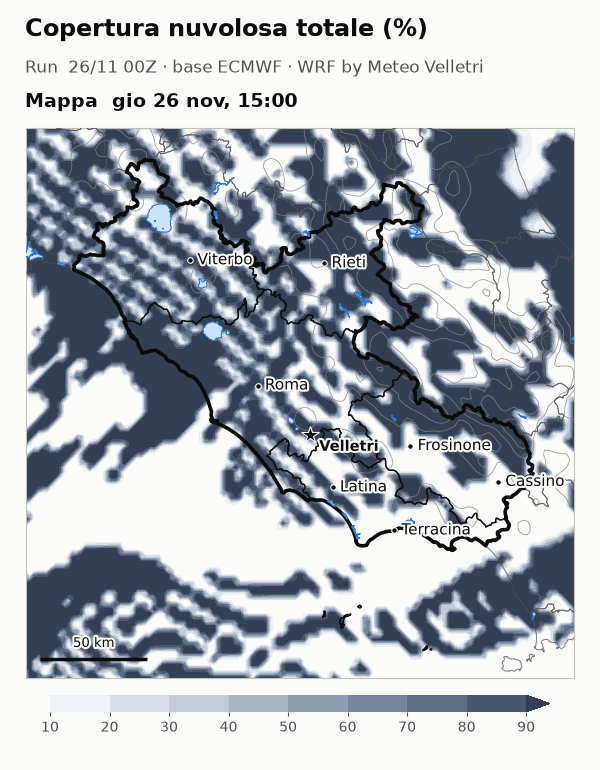 Copertura nuvolosa totale (%)
Run  26/11 00Z · base ECMWF · WRF by Meteo Velletri
Mappa  gio 26 nov, 15:00
Viterbo
Rieti
Roma
Velletri
Frosinone
Latina
Cassino
Terracina
50 km
10 20 30 40 50 60 70 80 90